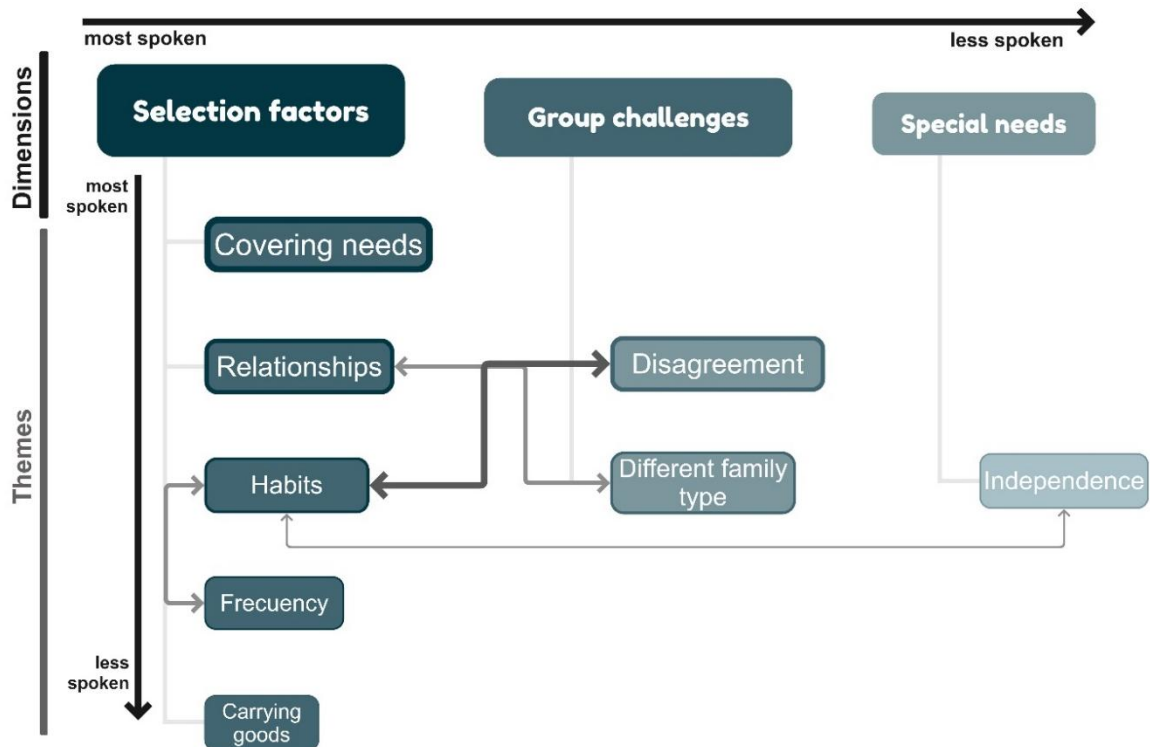 most spoken
less spoken
Dimensions
Selection factors
Group challenges
Special needs
most
spoken
Themes
Covering needs
Relationships
Disagreement
Habits
Different family
type
Independence
Frecuency
less
spoken
Carrying
goods